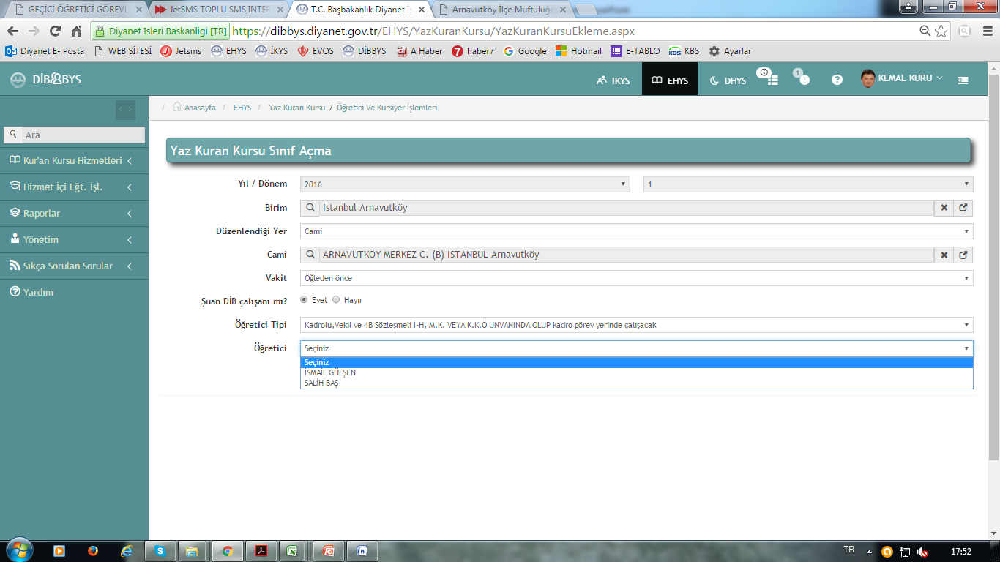 GEÇİCİ ÖĞRETİCİ GÖREVL
JetSMS TOPLU SMS,INTER
T.C. Başbakanlık Diyanet İş
Arnavutköy İlçe Müftülüğü
Diyanet Isleri Baskanligi [TR] https://dibbys.diyanet.gov.tr/EHYS/YazKuranKursu/YazKuranKursuEkleme.aspx
Diyanet E- Posta WEB SİTESİ Jetsms EHYS İKYS EVOS DİBBYS A Haber haber7 Google Hotmail E-TABLO KBS Ayarlar
DİBBYS IKYS EHYS DHYS 1 KEMAL KURU
/ Anasayfa / EHYS / Yaz Kuran Kursu / Öğretici Ve Kursiyer İşlemleri
Ara
Kur'an Kursu Hizmetleri
Hizmet İçi Eğt. İşl.
Raporlar
Yönetim
Sıkça Sorulan Sorular
Yardım
Yaz Kuran Kursu Sınıf Açma
Yıl / Dönem 2016 1
Birim İstanbul Arnavutköy
Düzenlendiği Yer Cami
Cami ARNAVUTKÖY MERKEZ C. (B) İSTANBUL Arnavutköy
Vakit Öğleden önce
Şuan DİB çalışanı mı? Evet Hayır
Öğretici Tipi Kadrolu,Vekil ve 4B Sözleşmeli İ-H, M.K. VEYA K.K.Ö UNVANINDA OLUP kadro görev yerinde çalışacak
Öğretici Seçiniz
Seçiniz
İSMAİL GÜLŞEN
SALİH BAŞ
TR 17:52